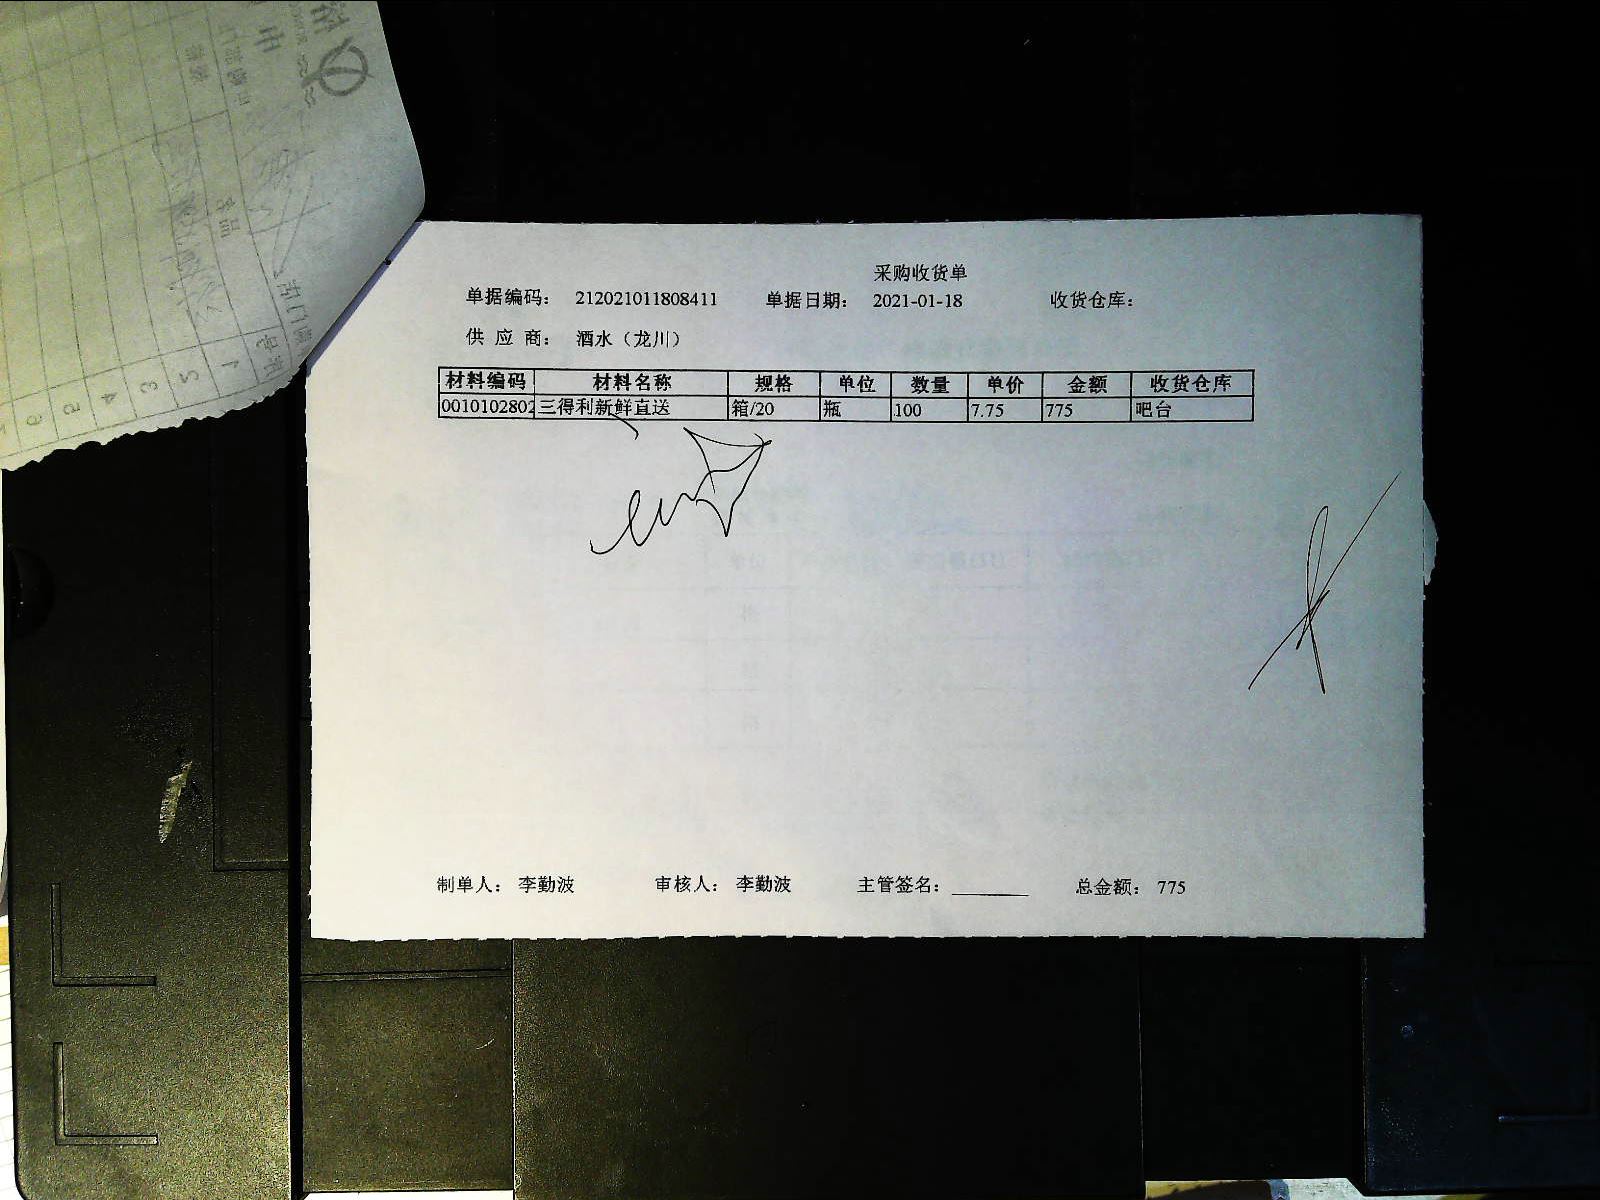 采购收货单
单据编码： 212021011808411 单据日期： 2021-01-18 收货仓库：
供 应 商： 酒水（龙川）
材料编码 材料名称 规格 单位 数量 单价 金额 收货仓库
0010102802 三得利新鲜直送 箱/20 瓶 100 7.75 775 吧台
制单人： 李勤波 审核人： 李勤波 主管签名： 总金额： 775